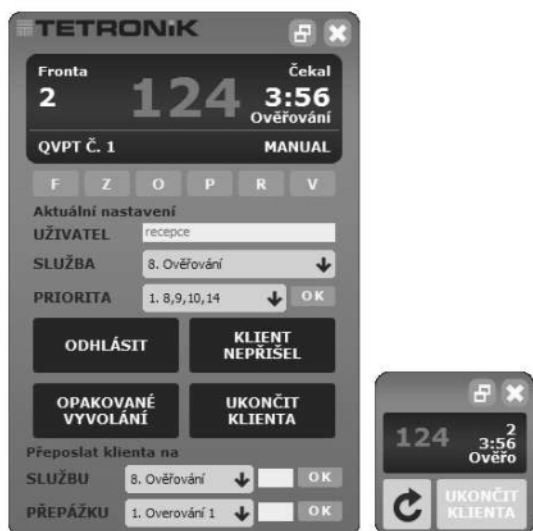 TETRONiK
Fronta Čekal
2 124 3:56
Ověřování
QVPT Č. 1 MANUAL
F Z O P R V
Aktuální nastavení
UŽIVATEL recepce
SLUŽBA 8. Ověřování
PRIORITA 1. 8,9,10,14 OK
ODHLÁSIT
KLIENT
NEPŘIŠEL
OPAKOVANÉ
VYVOLÁNÍ
UKONČIT
KLIENTA
Přeposlat klienta na
SLUŽBU 8. Ověřování OK
PŘEPÁŽKU 1. Overování 1 OK
124 2
3:56
Ověřo
UKONČIT
KLIENTA